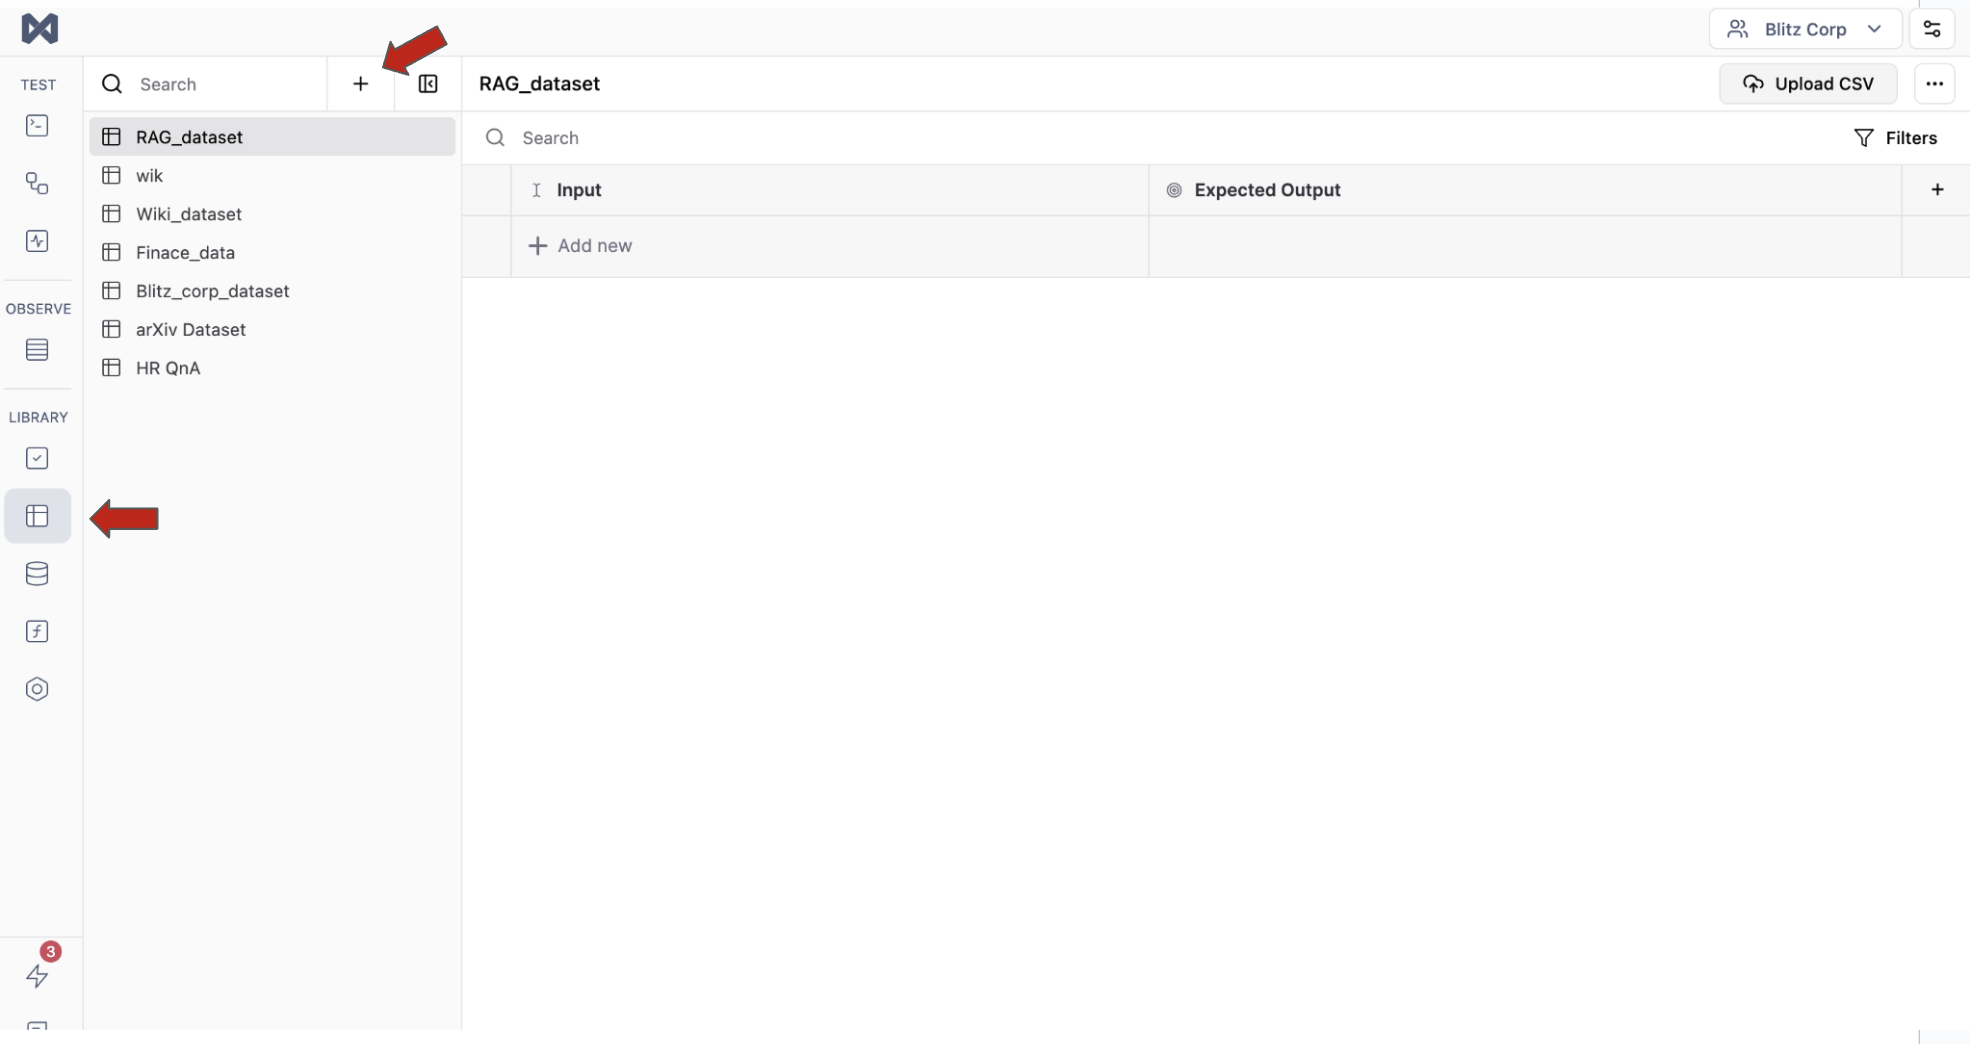 Blitz Corp
TEST
Search
RAG_dataset
Upload CSV
RAG_dataset
wik
Wiki_dataset
Finace_data
Blitz_corp_dataset
arXiv Dataset
HR QnA
Search
Filters
Input
Expected Output
Add new
OBSERVE
LIBRARY
3